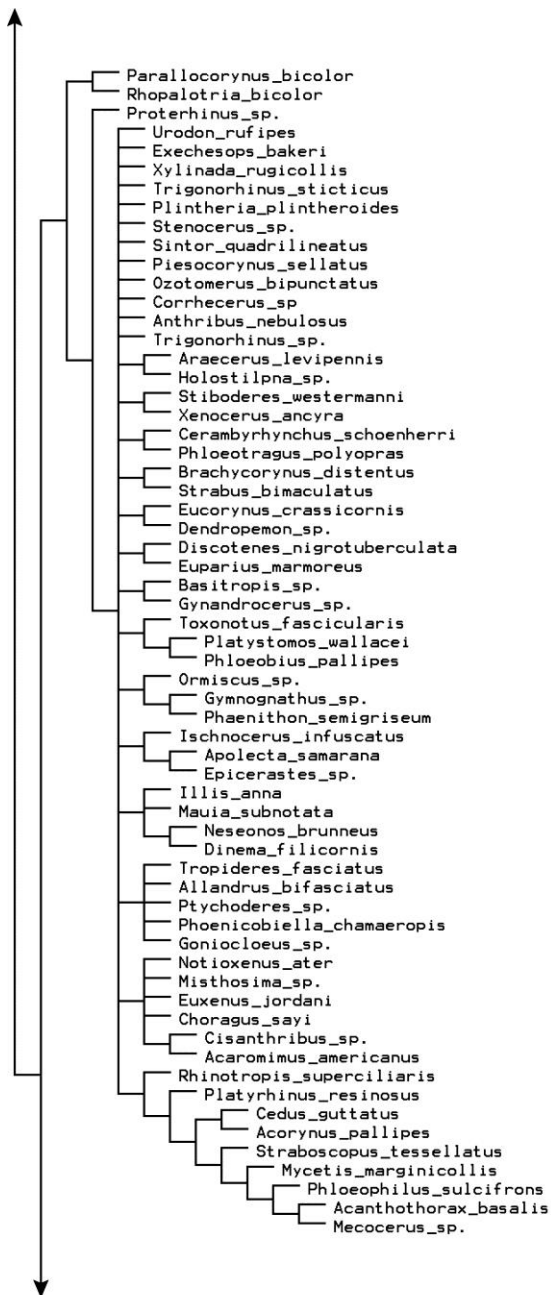 Parallocorynus_bicolor
Rhopalotria_bicolor
Proterhinus_sp.
Urodon_rufipes
Exechesops_bakeri
Xylinada_rugicollis
Trigonorhinus_sticticus
Plintheria_plintheroides
Stenocerus_sp.
Sintor_quadrilineatus
Piesocorynus_sellatus
Ozotomerus_bipunctatus
Corrhecerus_sp
Anthribus_nebulosus
Trigonorhinus_sp.
Araecerus_levipennis
Holostilpna_sp.
Stiboderes_westermanni
Xenocerus_ancyra
Cerambyrhynchus_schoenherri
Phloeotragus_polyopras
Brachycorynus_distentus
Strabus_bimaculatus
Eucorynus_crassicornis
Dendropemon_sp.
Discotenes_nigrotuberculata
Euparius_marmoreus
Basitropis_sp.
Gynandrocerus_sp.
Toxonotus_fascicularis
Platystomos_wallacei
Phloeobius_pallipes
Ormiscus_sp.
Gymnognathus_sp.
Phaenithon_semigriseum
Ischnocerus_infuscatus
Apolecta_samarana
Epicerastes_sp.
Illis_anna
Mauia_subnotata
Neseonos_brunneus
Dinema_filicornis
Tropideres_fasciatus
Allandrus_bifasciatus
Ptychoderes_sp.
Phoenicobiella_chamaeropis
Goniocloeus_sp.
Notioxenus_ater
Misthosima_sp.
Euxenus_jordani
Choragus_sayi
Cisanthribus_sp.
Acaromimus_americanus
Rhinotropis_superciliaris
Platyrhinus_resinosus
Cedus_guttatus
Acorynus_pallipes
Straboscopus_tessellatus
Mycetis_marginicollis
Phloeophilus_sulcifrons
Acanthothorax_basalis
Mecocerus_sp.